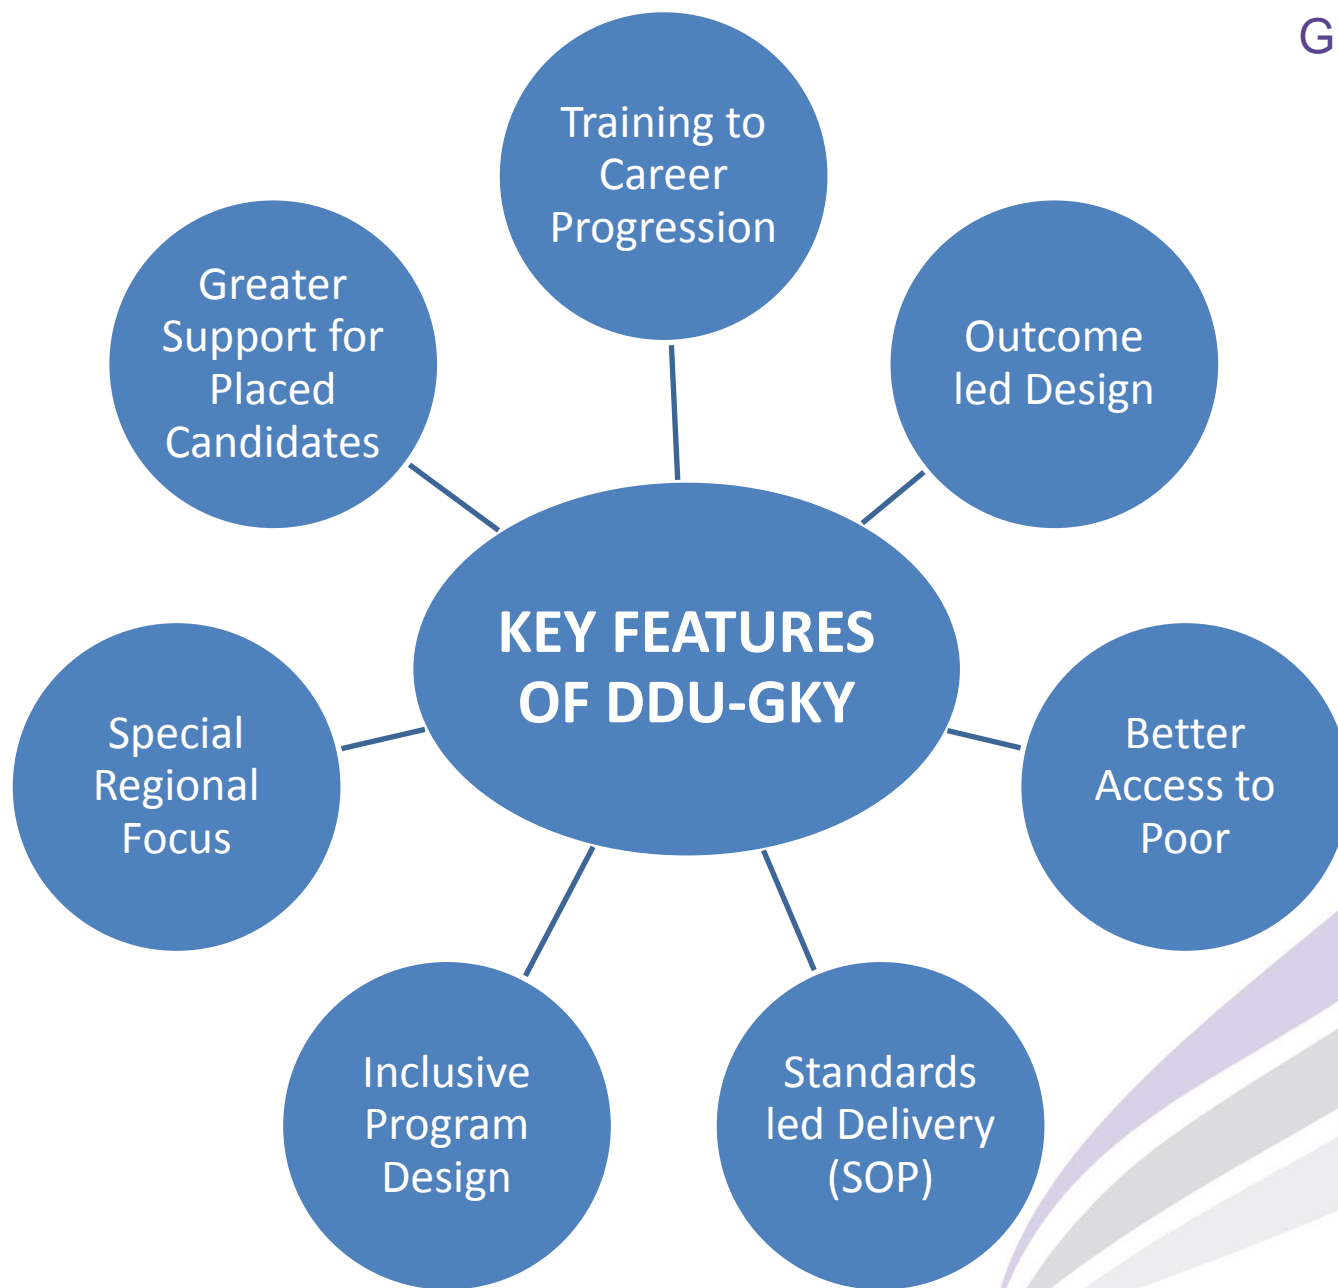 G
Training to
Career
Progression
Greater
Support for
Placed
Candidates
Outcome
led Design
KEY FEATURES
OF DDU-GKY
Special
Regional
Focus
Better
Access to
Poor
Inclusive
Program
Design
Standards
led Delivery
(SOP)